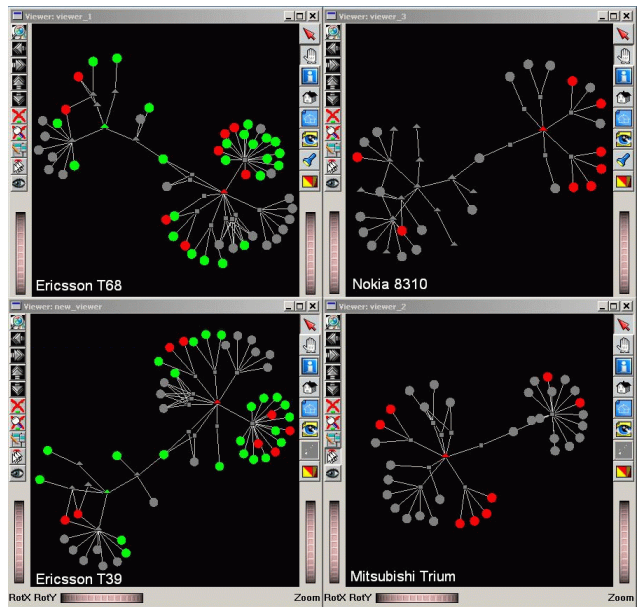 Viewer: viewer_1
Viewer: viewer_3
Ericsson T68
Nokia 8310
Viewer: new_viewer
Viewer: viewer_2
Ericsson T39
Mitsubishi Trium
RotX RotY
Zoom
RotX RotY
Zoom